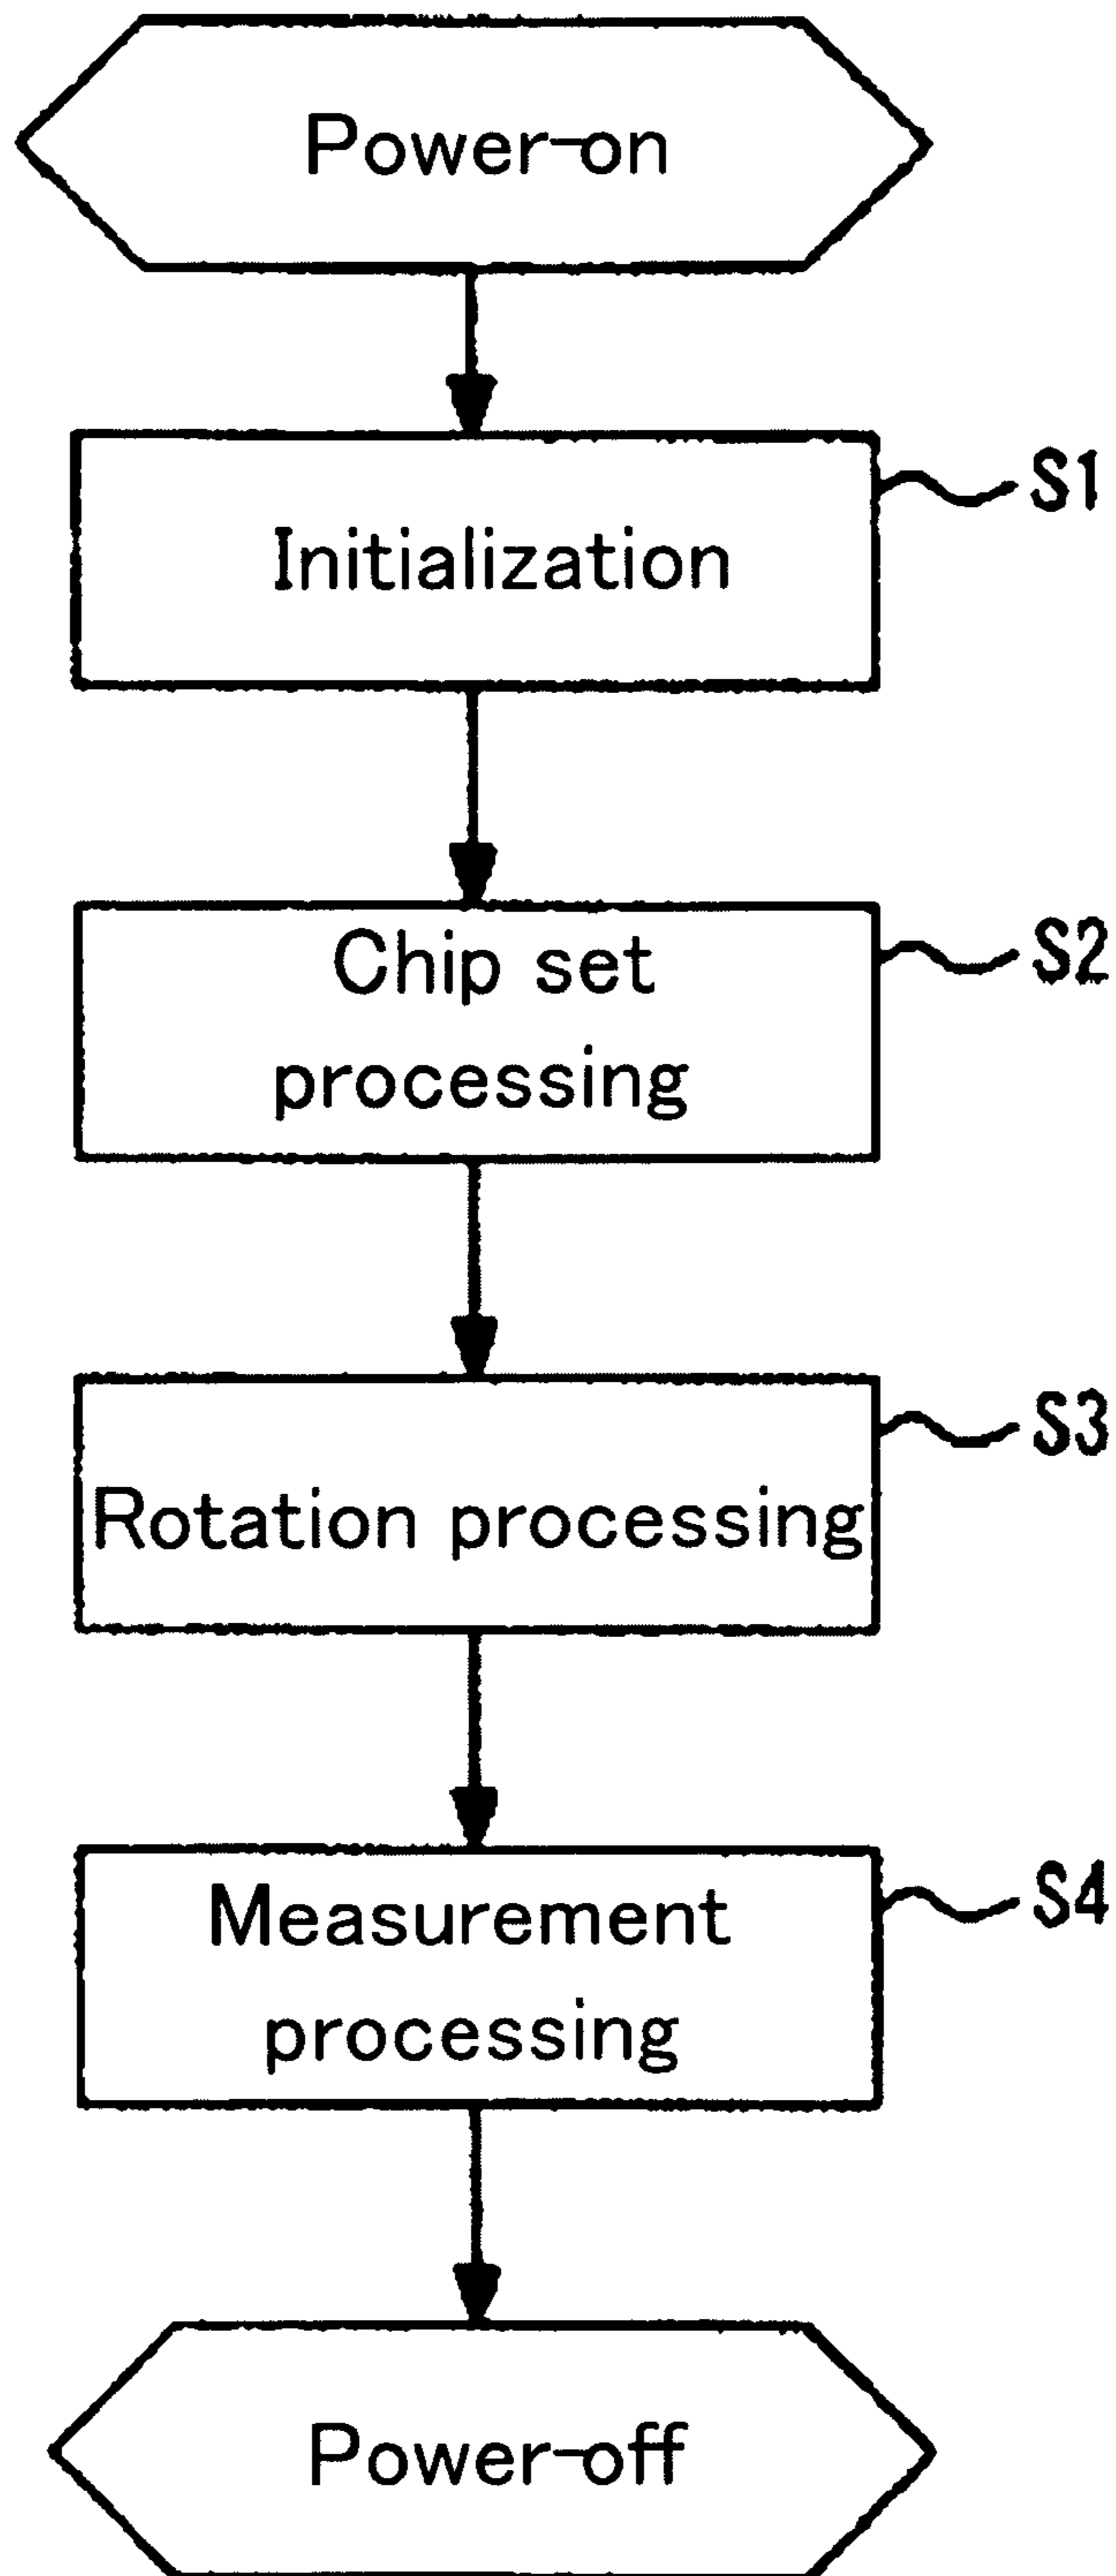 Power-on
Initialization
S1
Chip set
processing
S2
Rotation processing
S3
Measurement
processing
S4
Power-off